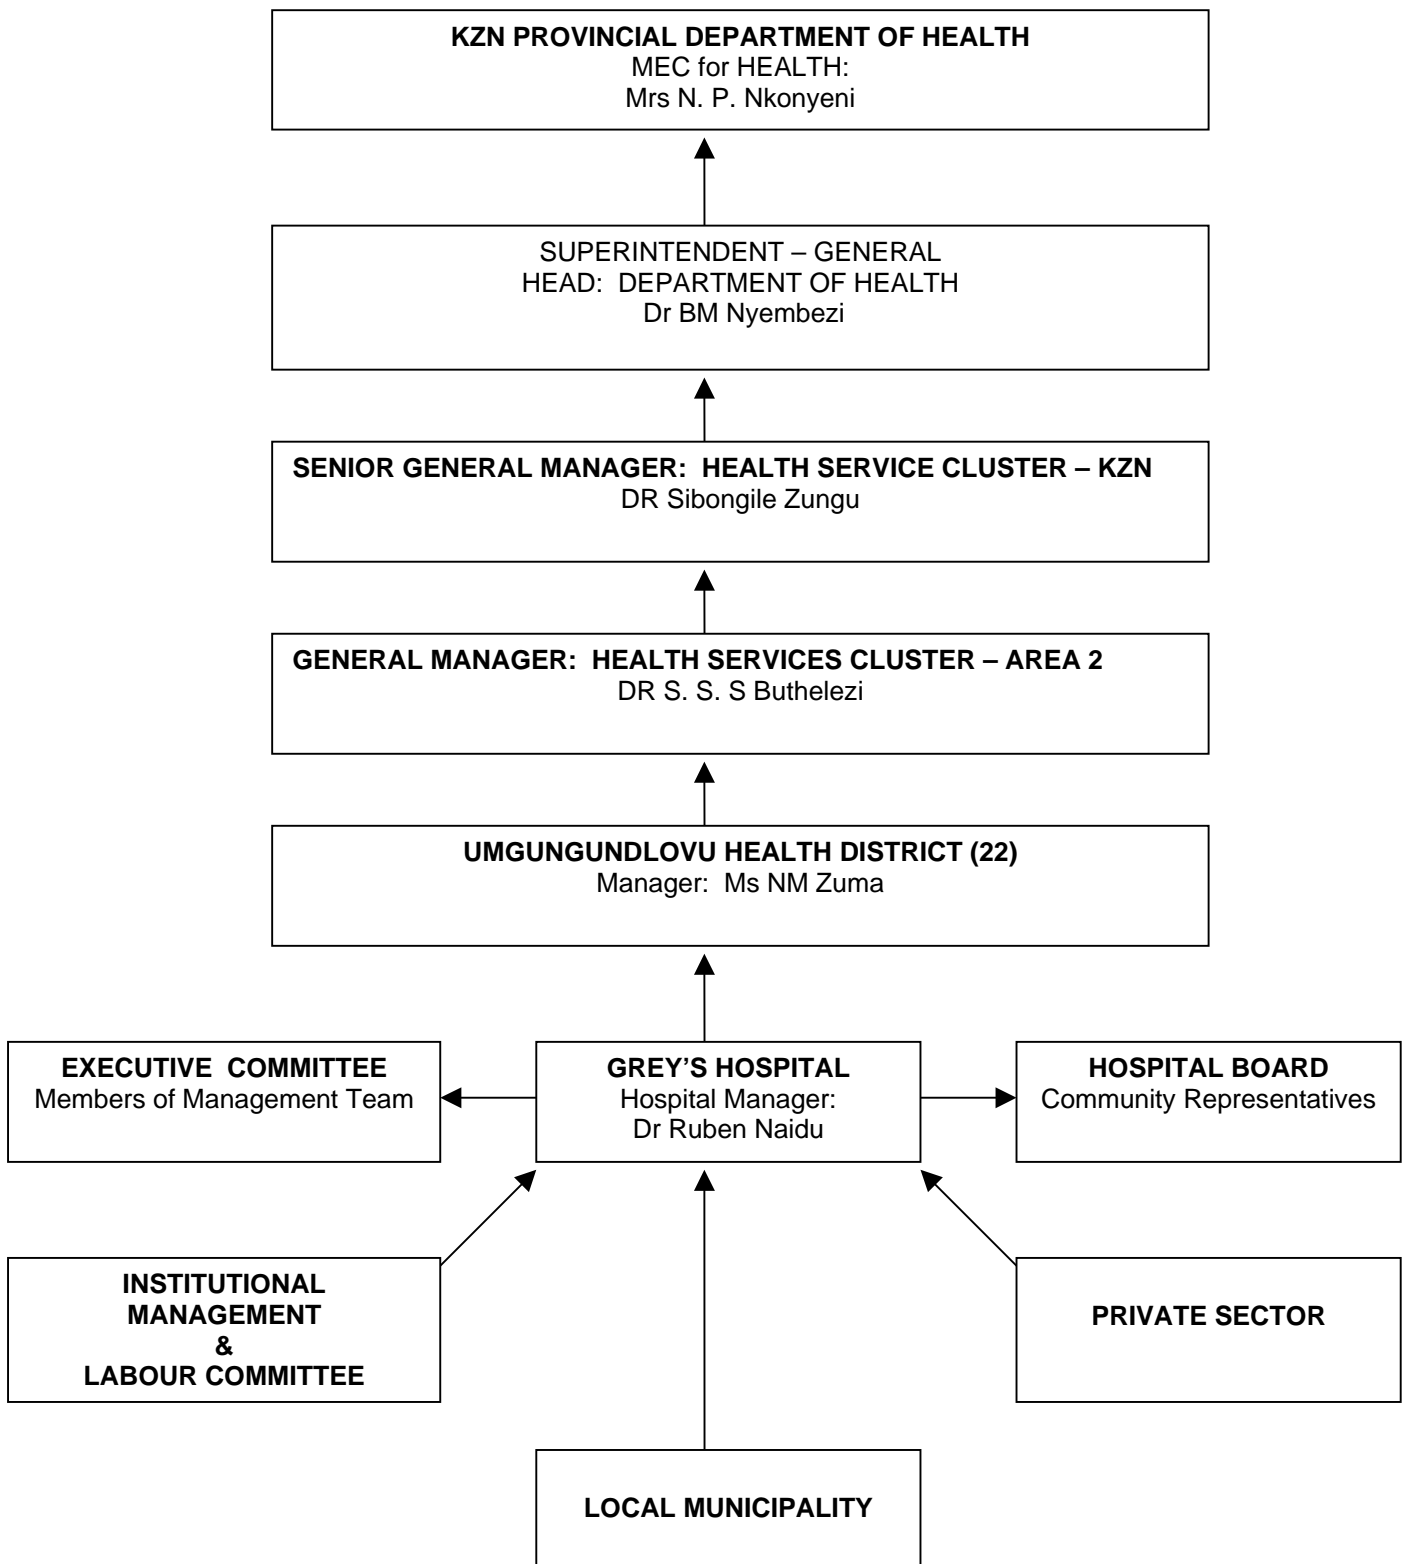 KZN PROVINCIAL DEPARTMENT OF HEALTH
MEC for HEALTH:
Mrs N. P. Nkonyeni
SUPERINTENDENT – GENERAL
HEAD: DEPARTMENT OF HEALTH
Dr BM Nyembezi
SENIOR GENERAL MANAGER: HEALTH SERVICE CLUSTER – KZN
DR Sibongile Zungu
GENERAL MANAGER: HEALTH SERVICES CLUSTER – AREA 2
DR S. S. S Buthelezi
UMGUNGUNDLOVU HEALTH DISTRICT (22)
Manager: Ms NM Zuma
EXECUTIVE COMMITTEE
Members of Management Team
GREY’S HOSPITAL
Hospital Manager:
Dr Ruben Naidu
HOSPITAL BOARD
Community Representatives
INSTITUTIONAL
MANAGEMENT
&
LABOUR COMMITTEE
PRIVATE SECTOR
LOCAL MUNICIPALITY